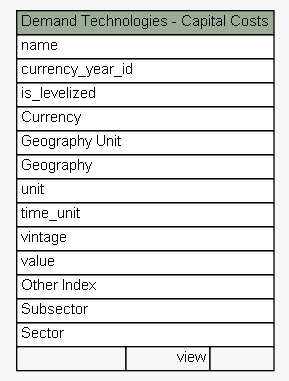 Demand Technologies - Capital Costs
name
currency_year_id
is_levelized
Currency
Geography Unit
Geography
unit
time_unit
vintage
value
Other Index
Subsector
Sector
view